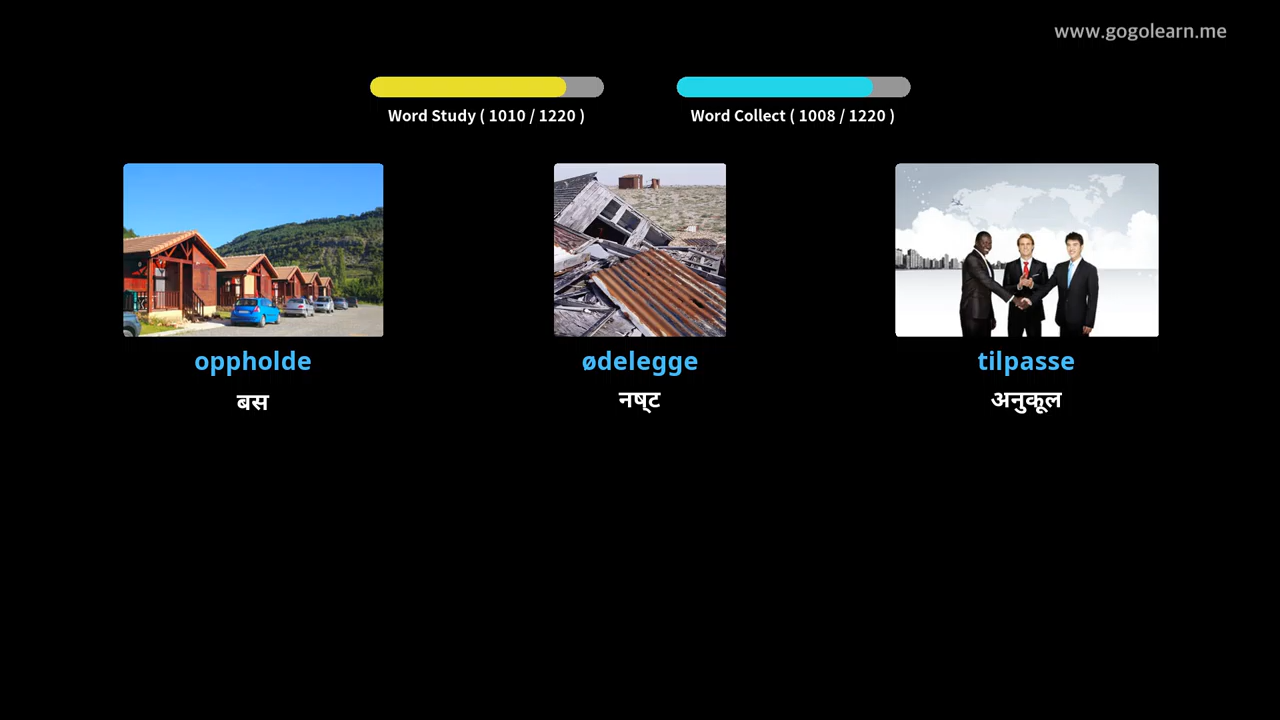 www.gogolearn.me
Word Study ( 1010 / 1220 )
Word Collect ( 1008 / 1220 )
oppholde
बस
ødelegge
नष्ट
tilpasse
अनुकूल